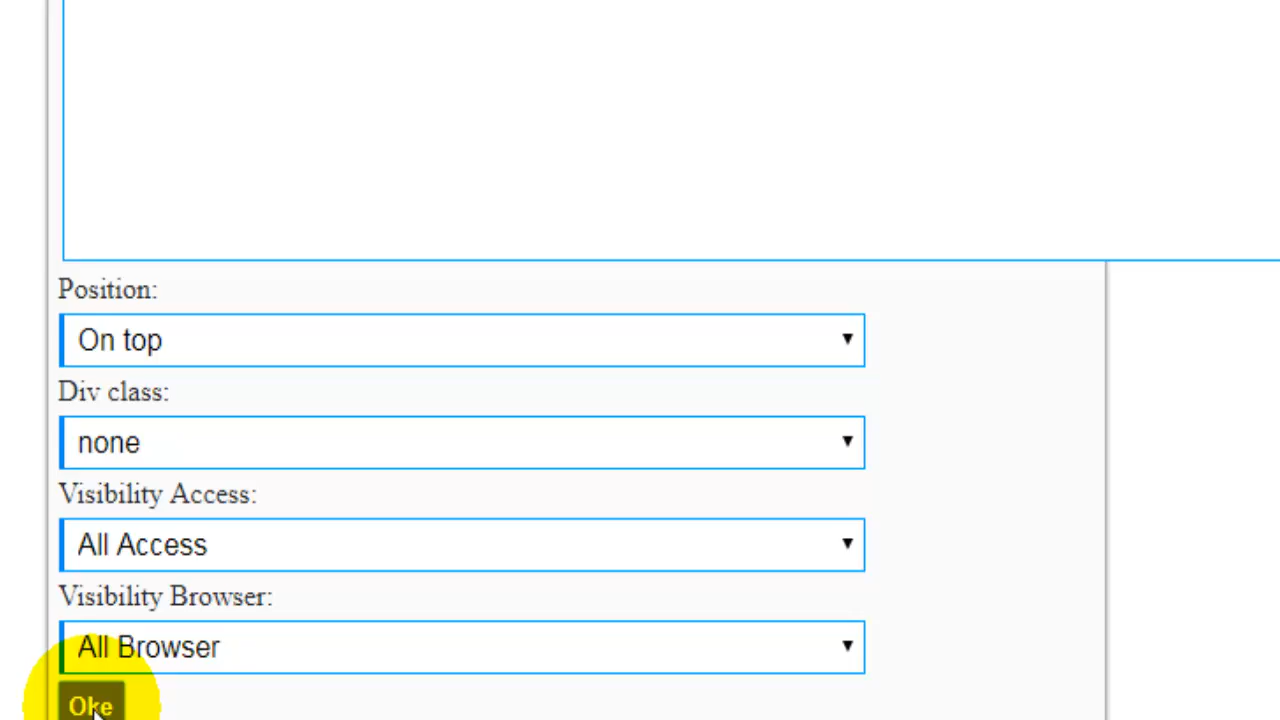 Position:
On top
Div class:
none
Visibility Access:
All Access
Visibility Browser:
All Browser
Oke